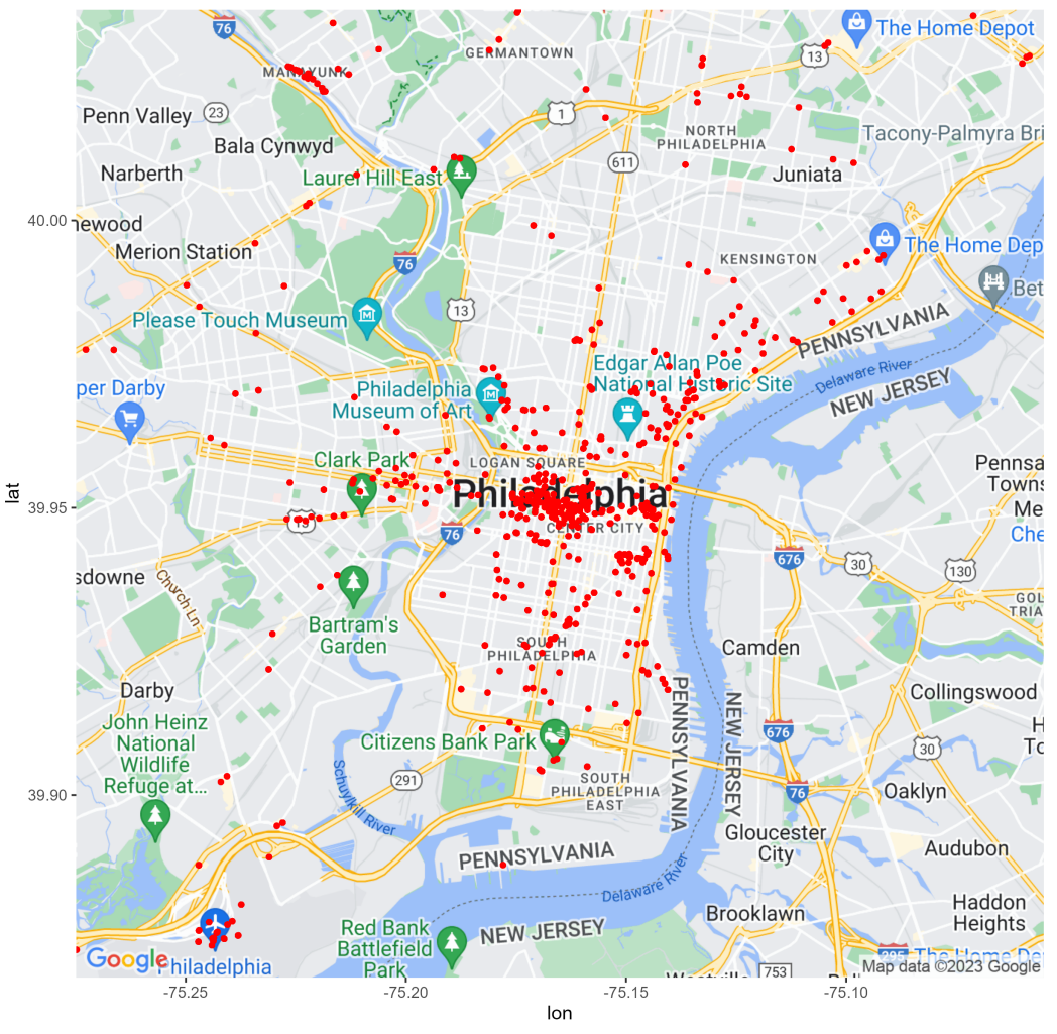 76
The Home Depot
GERMANTOWN
13
MANAYUNK
Penn Valley
23
1
Tacony-Palmyra Bri
NORTH
PHILADELPHIA
Bala Cynwyd
611
Narberth
Laurel Hill East
Juniata
40.00
newood
Merion Station
76
KENSINGTON
The Home Dep
Bet
13
Please Touch Museum
PENNSYLVANIA
Edgar Allan Poe
National Historic Site
Delaware River
NEW JERSEY
per Darby
Philadelphia
Museum of Art
Clark Park
LOGAN SQUARE
Pennsa
Towns
Philadelphia
lat
39.95
Me
13
CENTER CITY
76
Che
676
30
130
sdowne
Church Ln
GOL
TRIA
Bartram's
Garden
SOUTH
PHILADELPHIA
Camden
Darby
Collingswood
PENNSYLVANIA
NEW JERSEY
John Heinz
National
Wildlife
Refuge at...
Citizens Bank Park
676
30
H
To
291
Schuylkill River
SOUTH
PHILADELPHIA
EAST
39.90
76
Oaklyn
Gloucester
City
Audubon
PENNSYLVANIA
Delaware River
Red Bank
Battlefield
Park
NEW JERSEY
Brooklawn
Haddon
Heights
Google
Philadelphia
295
The Home De
753
Map data ©2023 Google
-75.25
-75.20
-75.15
-75.10
lon